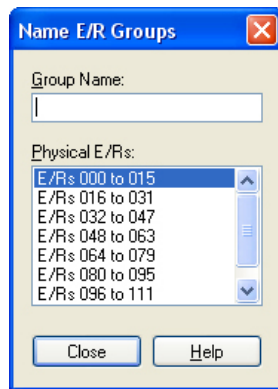 Name E/R Groups
Group Name:
Physical E/Rs:
E/Rs 000 to 015
E/Rs 016 to 031
E/Rs 032 to 047
E/Rs 048 to 063
E/Rs 064 to 079
E/Rs 080 to 095
E/Rs 096 to 111
Close Help